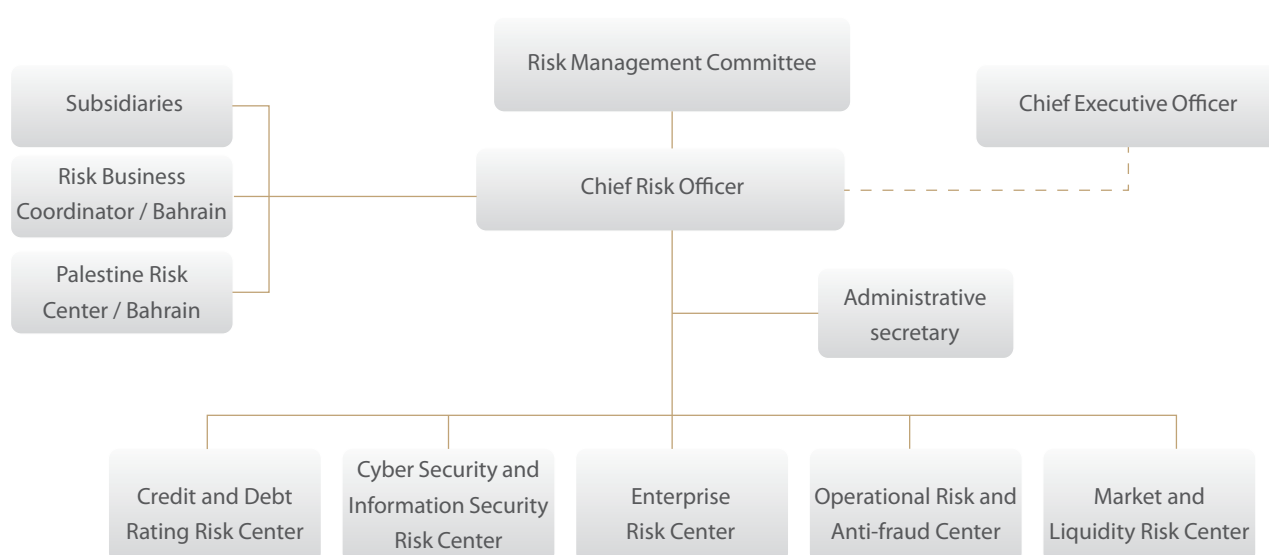 Risk Management Committee
Chief Executive Officer
Subsidiaries
Chief Risk Officer
Risk Business
Coordinator / Bahrain
Palestine Risk
Center / Bahrain
Administrative
secretary
Credit and Debt
Rating Risk Center
Cyber Security and
Information Security
Risk Center
Enterprise
Risk Center
Operational Risk and
Anti-fraud Center
Market and
Liquidity Risk Center